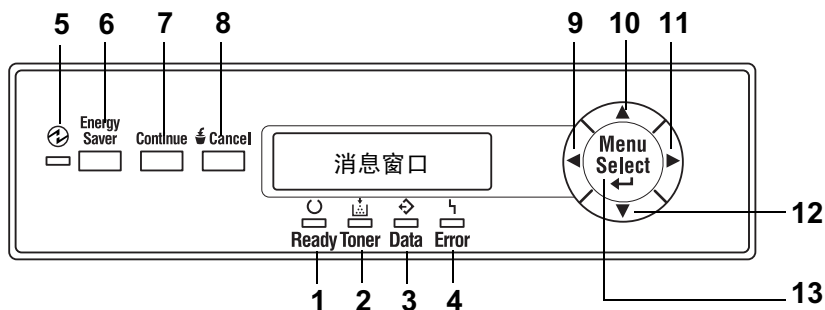 5 6 7 8 9 10 11
Energy
Saver
Continue
Cancel
消息窗口
Menu
Select
Ready Toner Data Error
12
13
1 2 3 4